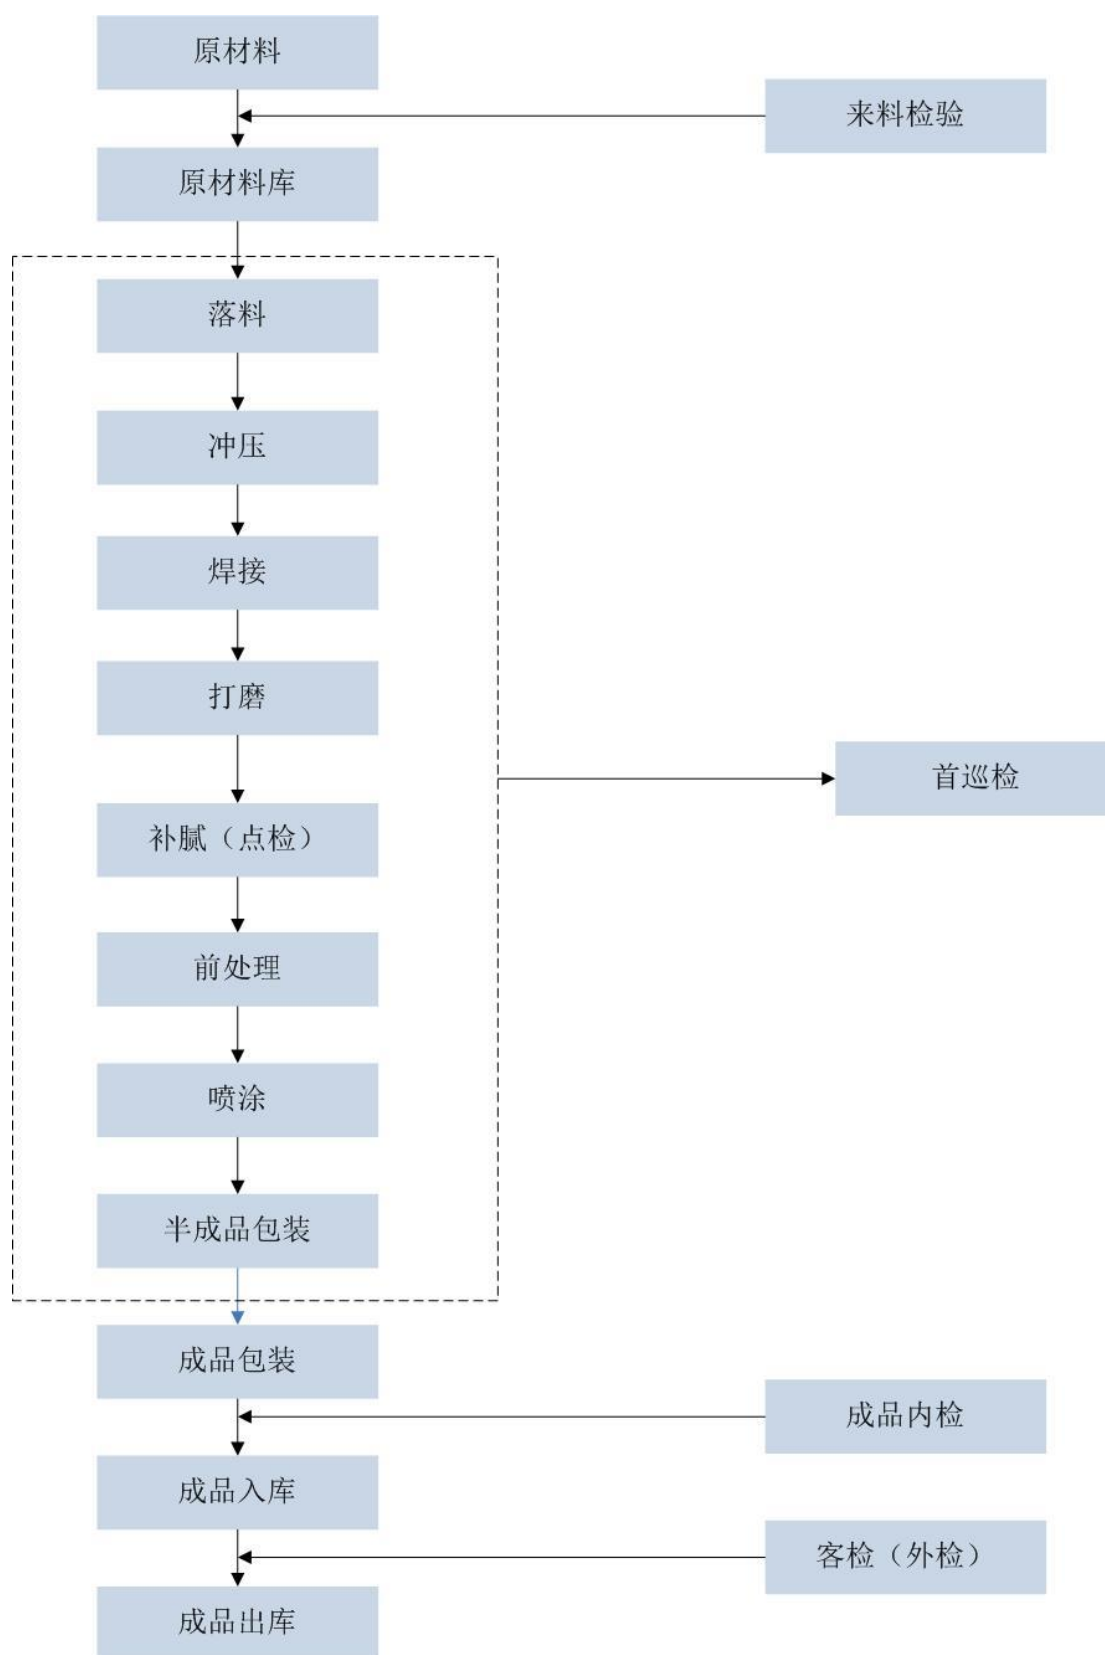 原材料
来料检验
原材料库
落料
冲压
焊接
打磨
首巡检
补腻（点检）
前处理
喷涂
半成品包装
成品包装
成品内检
成品入库
客检（外检）
成品出库